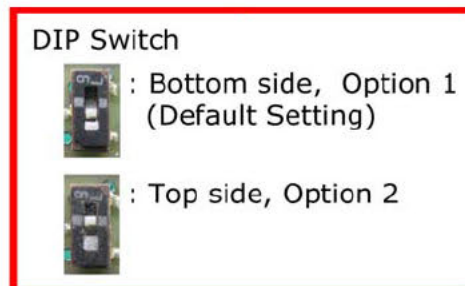 DIP Switch
: Bottom side, Option 1
(Default Setting)
: Top side, Option 2